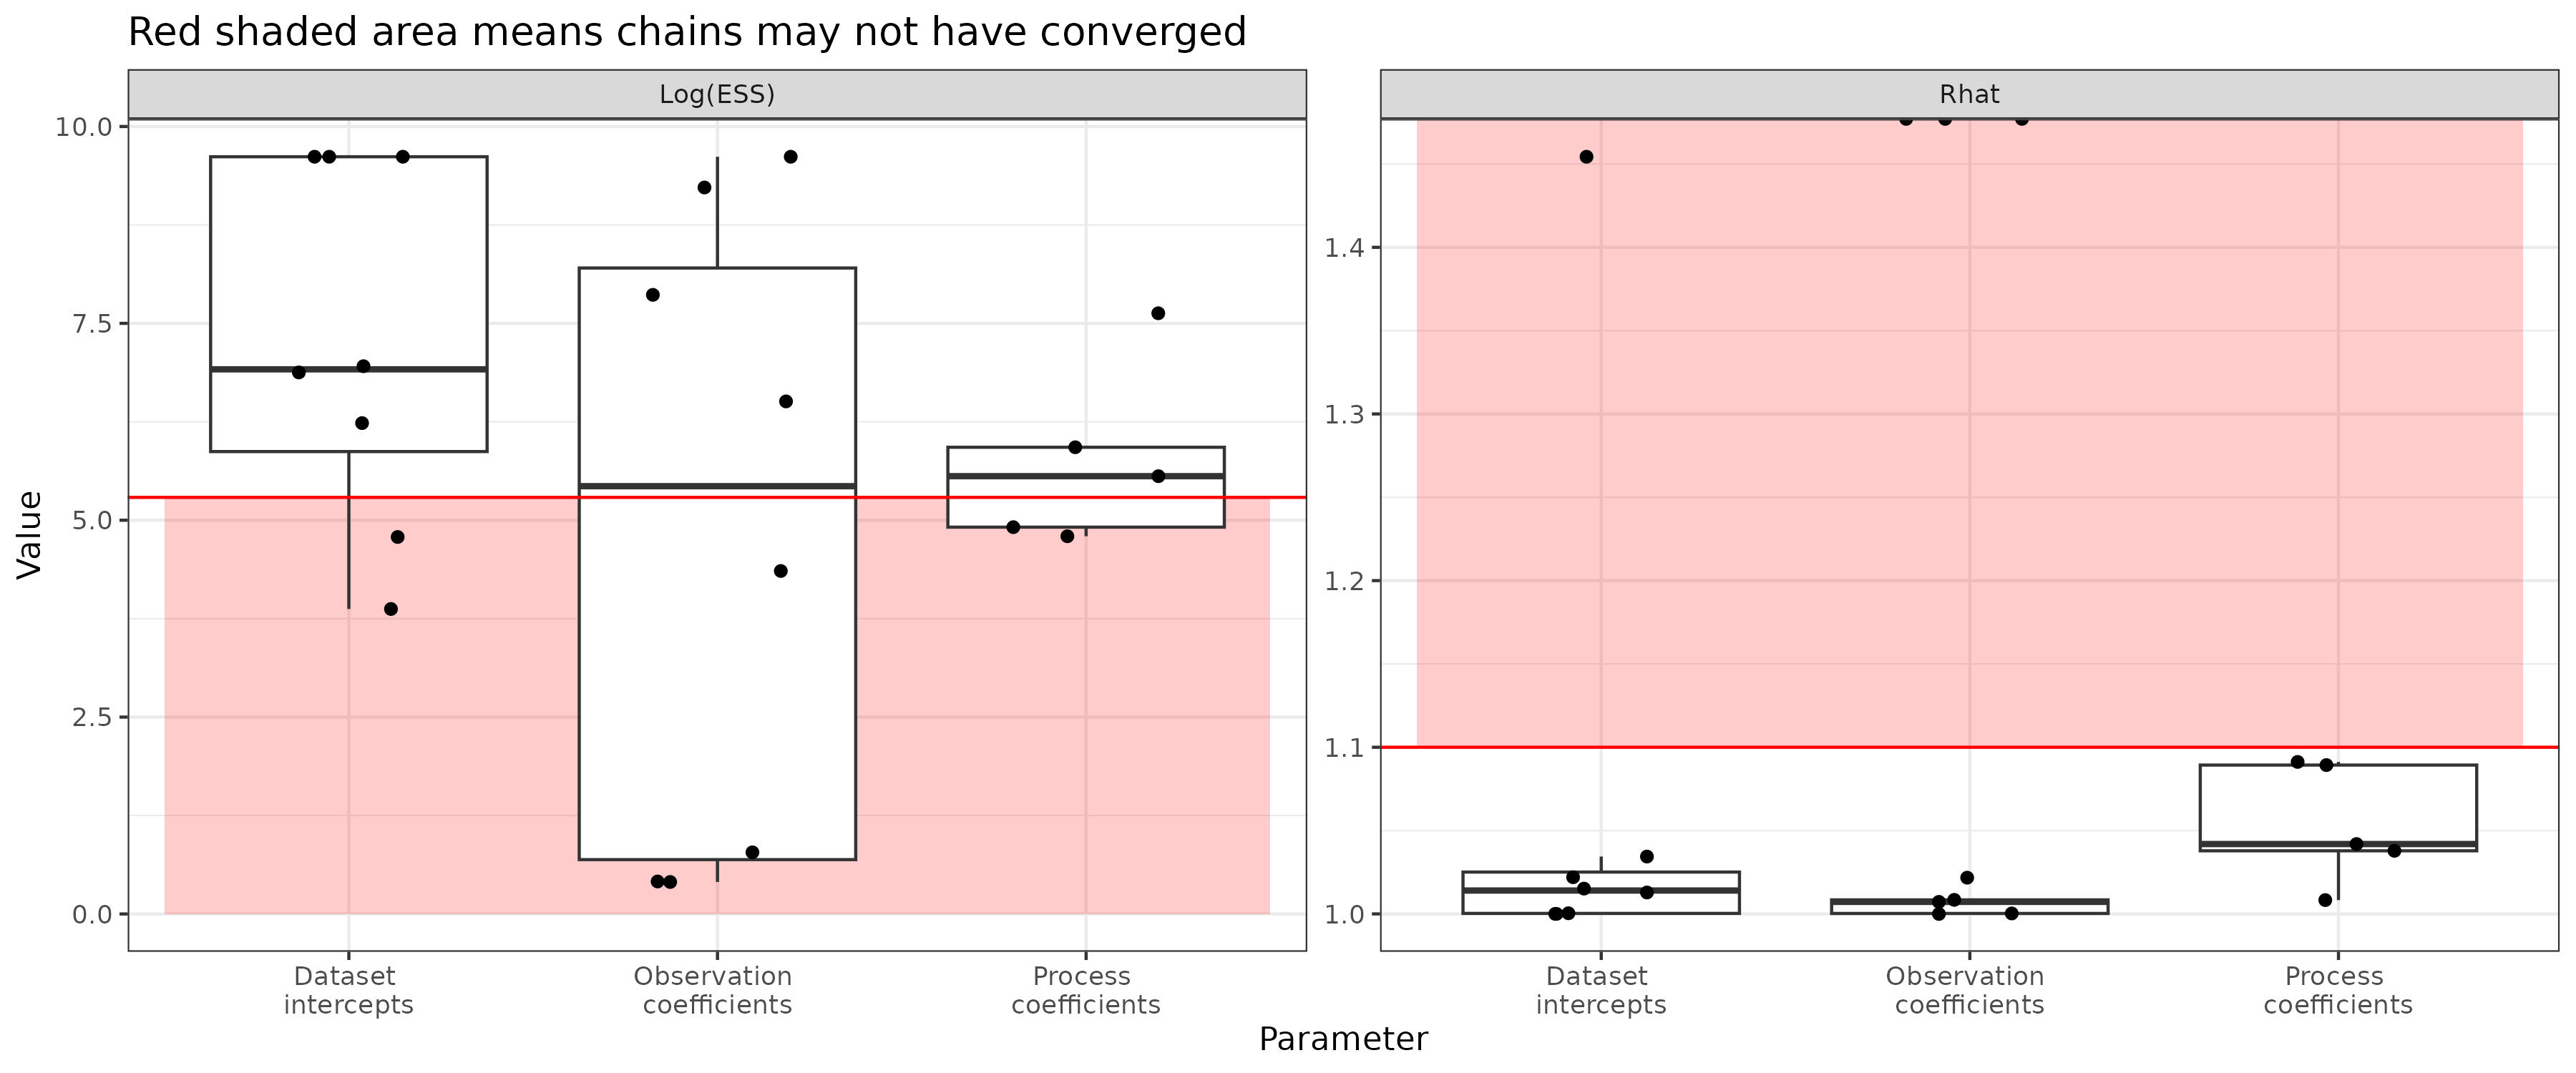 Red shaded area means chains may not have converged
Log(ESS)
Rhat
Value
10.0
7.5
5.0
2.5
0.0
1.4
1.3
1.2
1.1
1.0
Dataset
intercepts
Observation
coefficients
Process
coefficients
Dataset
intercepts
Observation
coefficients
Process
coefficients
Parameter